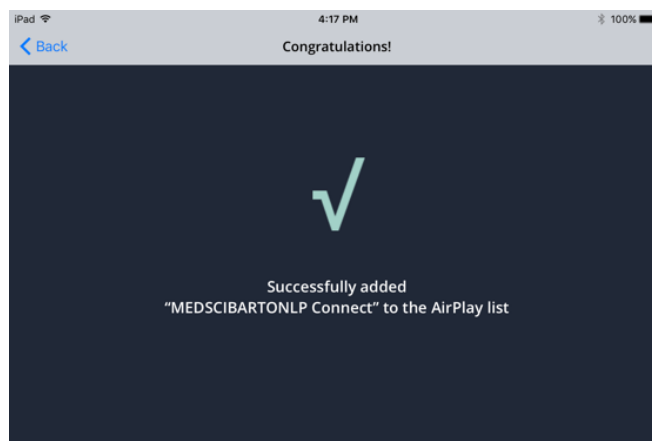 iPad 4:17 PM 100%
Back Congratulations!
Successfully added
“MEDSCIBARTONLP Connect” to the AirPlay list